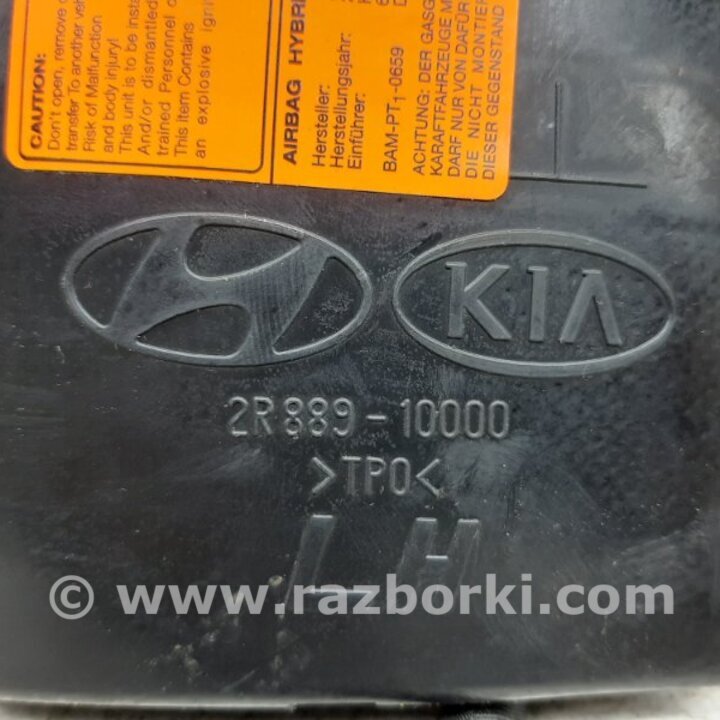 CAUTION:
Don't open, remove
transfer To another
Risk of Malfunction
and body injury!
This unit is to be
And/or dismantled
trained Personnel
This Item Contains
an explosive
AIRBAG HYBRI
Hersteller:
Herstellungsjahr:
Einführer:
BAM-PT1-0659
ACHTUNG: DER GASG
KARAFTFAHRZEUGE M
DARF NUR VON DAFÜR
DIE NICHT MONTIER
DIESER GEGENSTAND
KIA
2R889-10000
>TPO<
LH
© www.razborki.com